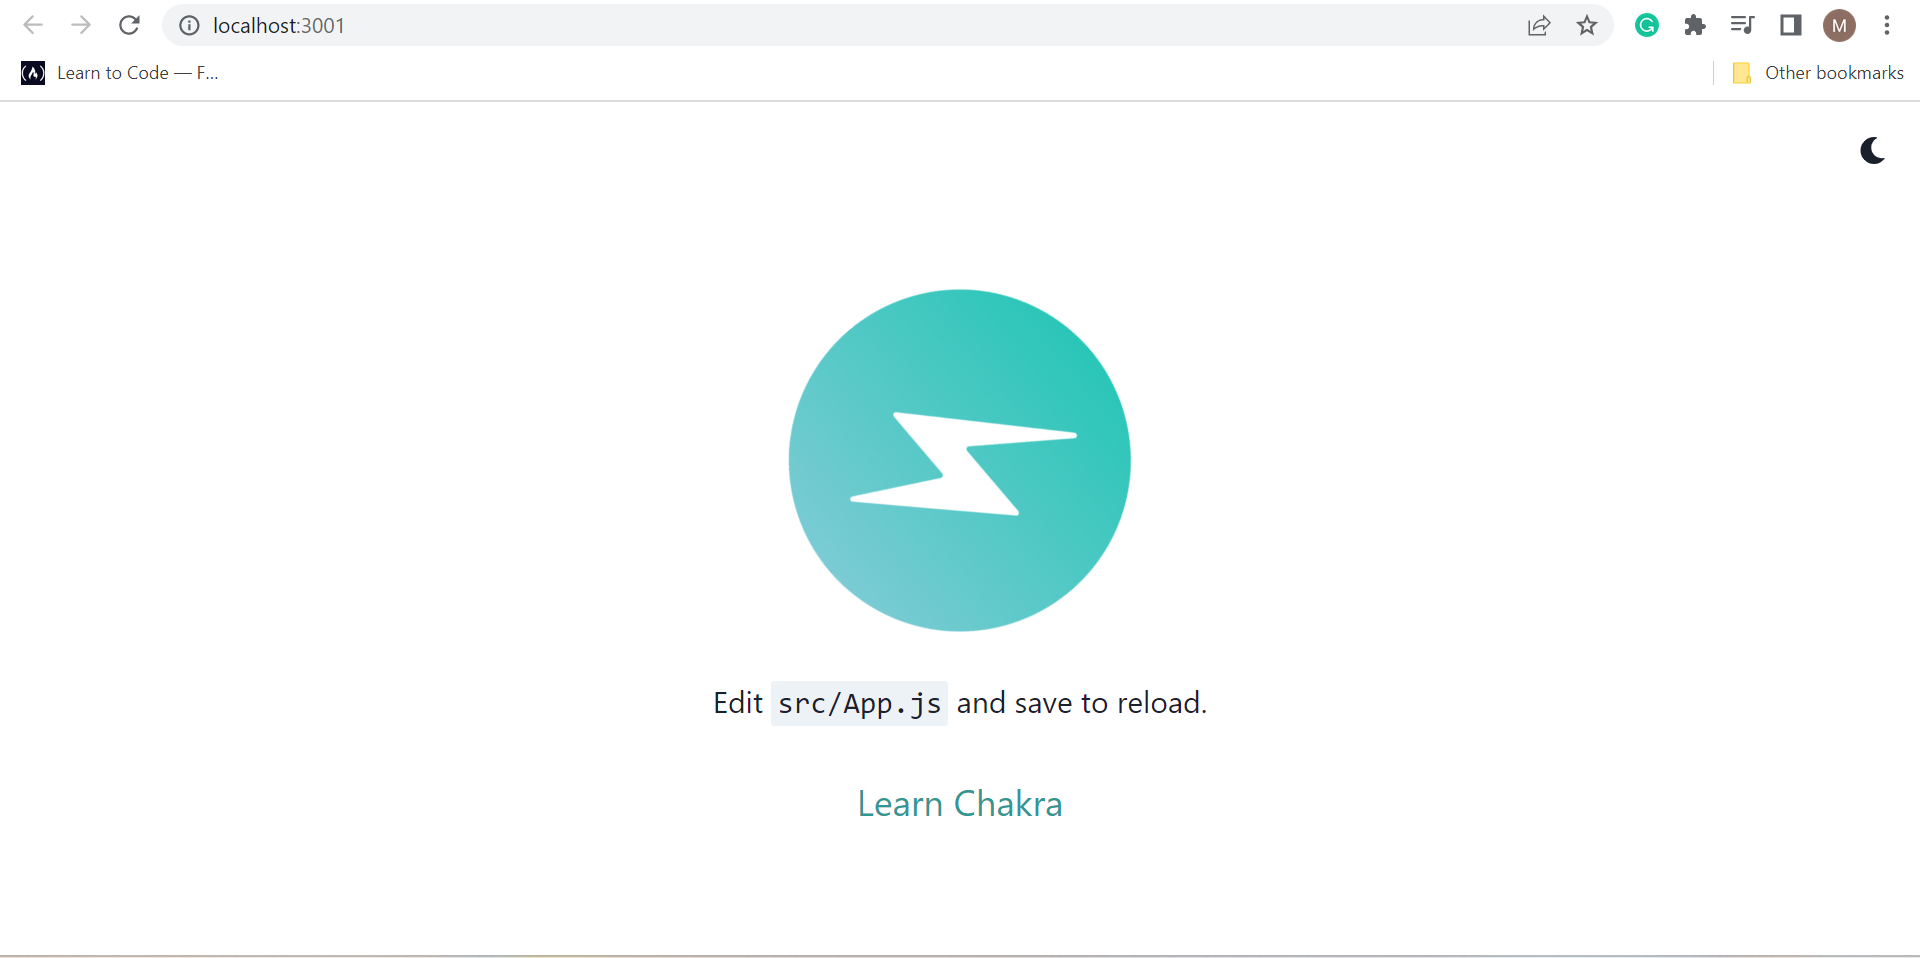 localhost:3001
M
Learn to Code — F...
Other bookmarks
Edit src/App.js and save to reload.
Learn Chakra